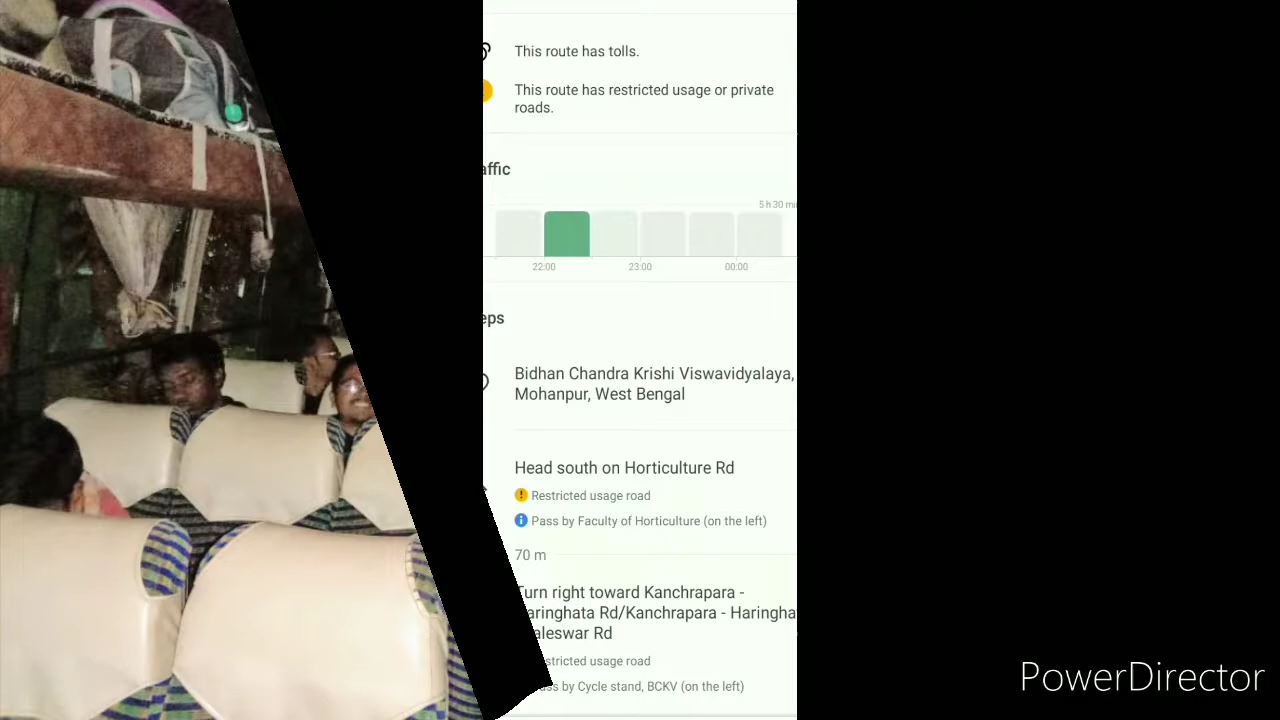 This route has tolls.
This route has restricted usage or private
roads.
affic
5 h 30 min
22:00
23:00
00:00
eps
Bidhan Chandra Krishi Viswavidyalaya,
Mohanpur, West Bengal
Head south on Horticulture Rd
Restricted usage road
Pass by Faculty of Horticulture (on the left)
70 m
Turn right toward Kanchrapara -
aringhata Rd/Kanchrapara - Haringha
aleswar Rd
stricted usage road
ass by Cycle stand, BCKV (on the left)
PowerDirector